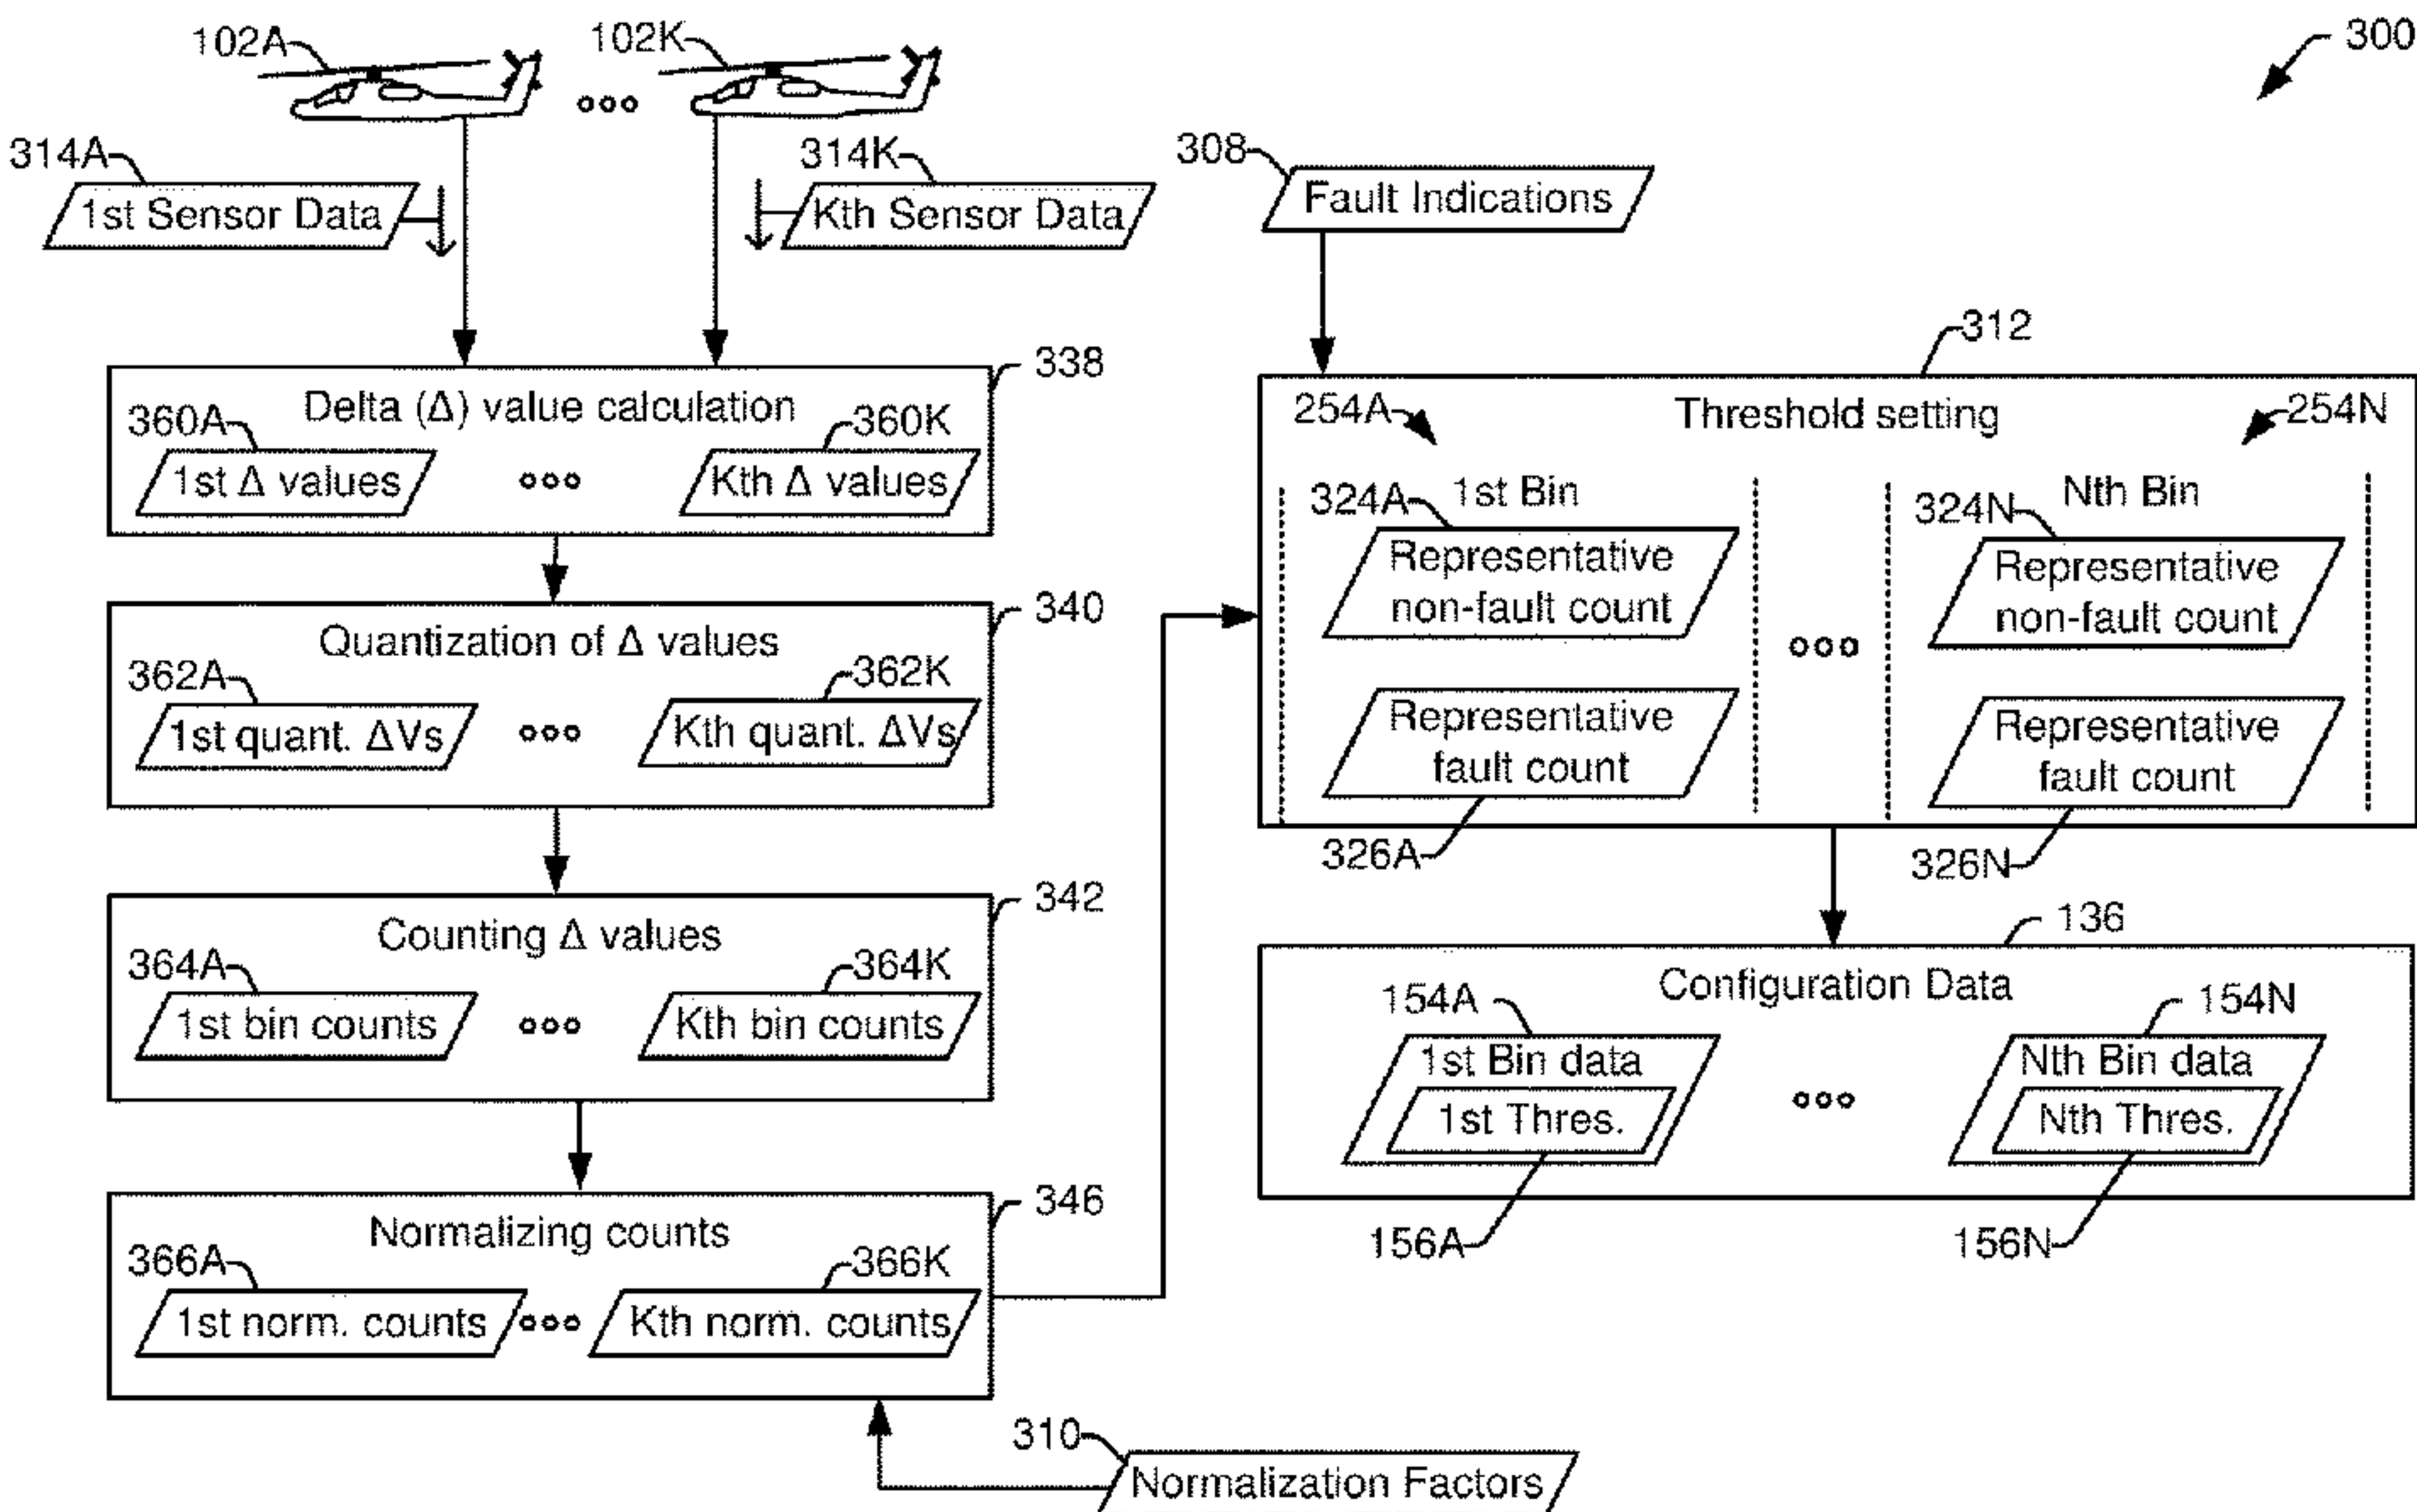 102A
102K
300
314A
1st Sensor Data
314K
Kth Sensor Data
308
Fault Indications
338
Delta (Δ) value calculation
360A
360K
1st Δ values
Kth Δ values
340
Quantization of Δ values
362A
362K
1st quant. ΔVs
Kth quant. ΔVs
342
Counting Δ values
364A
364K
1st bin counts
Kth bin counts
346
Normalizing counts
366A
366K
1st norm. counts
Kth norm. counts
310
Normalization Factors
312
Threshold setting
254A
254N
1st Bin
Nth Bin
324A
324N
Representative
non-fault count
Representative
non-fault count
Representative
fault count
Representative
fault count
326A
326N
136
Configuration Data
154A
154N
1st Bin data
Nth Bin data
1st Thres.
Nth Thres.
156A
156N